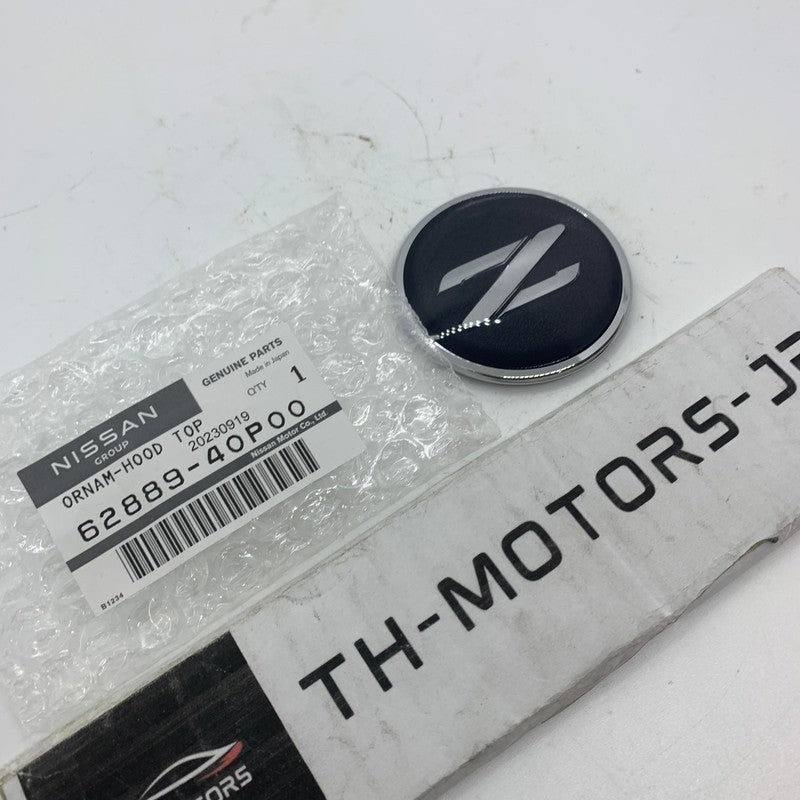 NISSAN
GROUP
GENUINE PARTS
Made in Japan
QTY 1
ORNAM-HOOD TOP
20230919
62889-40P00
Nissan Motor Co., Ltd.
B1234
Z
TH-MOTORS-JP
ORS